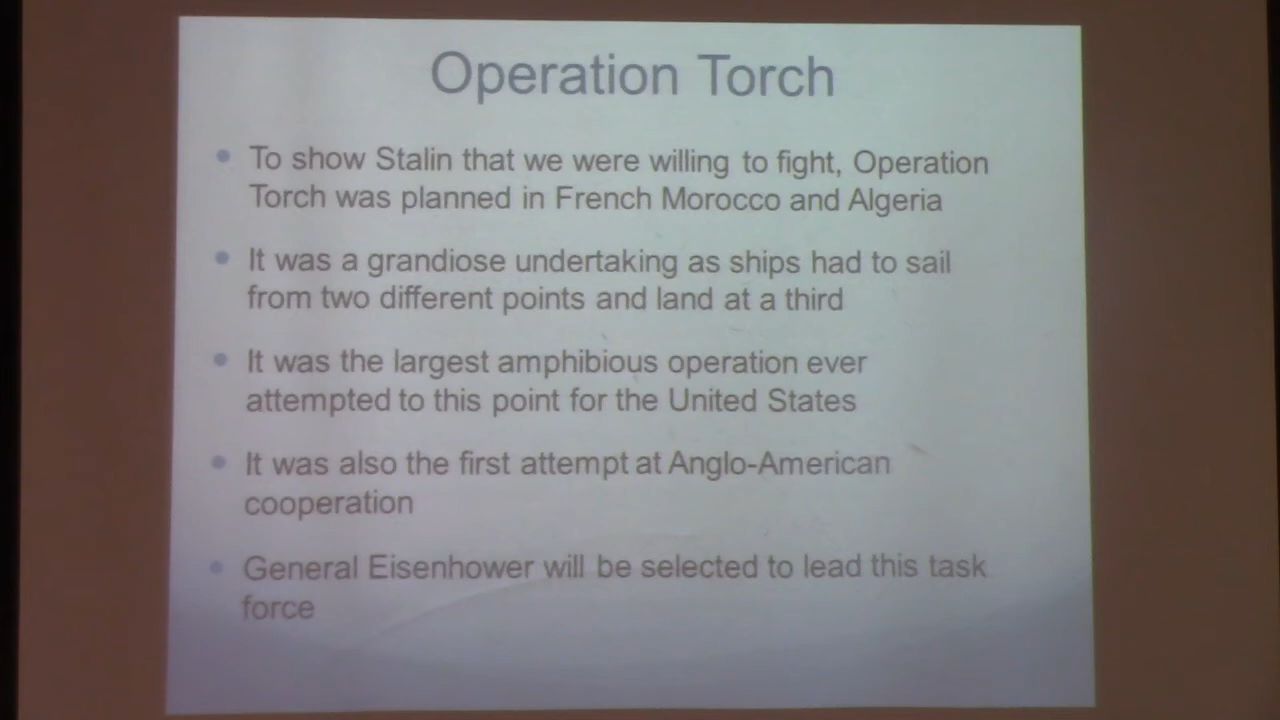 Operation Torch
• To show Stalin that we were willing to fight, Operation
Torch was planned in French Morocco and Algeria
• It was a grandiose undertaking as ships had to sail
from two different points and land at a third
• It was the largest amphibious operation ever
attempted to this point for the United States
• It was also the first attempt at Anglo-American
cooperation
• General Eisenhower will be selected to lead this task
force